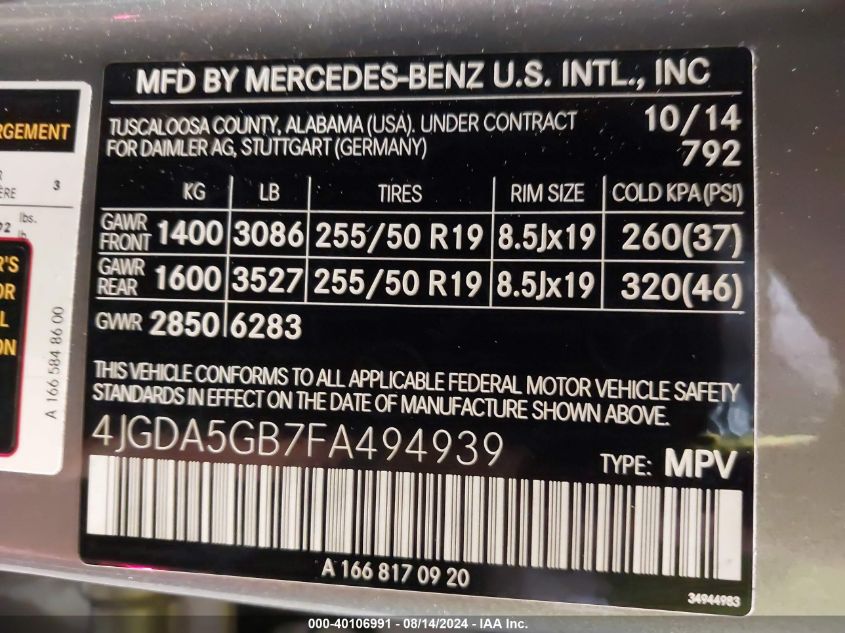 MFD BY MERCEDES-BENZ U.S. INTL., INC
TUSCALOOSA COUNTY, ALABAMA (USA). UNDER CONTRACT 10/14
FOR DAIMLER AG, STUTTGART (GERMANY) 792
KG LB TIRES RIM SIZE COLD KPA (PSI)
GAWR FRONT 1400 3086 255/50 R19 8.5Jx19 260(37)
GAWR REAR 1600 3527 255/50 R19 8.5Jx19 320(46)
GWWR 2850 6283
THIS VEHICLE CONFORMS TO ALL APPLICABLE FEDERAL MOTOR VEHICLE SAFETY
STANDARDS IN EFFECT ON THE DATE OF MANUFACTURE SHOWN ABOVE.
4JGDA5GB7FA494939
TYPE: MPV
A 166 817 09 20
34944983
RGEMENT
3
lbs.
lb
A 166 584 86 00
000-40106991 - 08/14/2024 - IAA Inc.